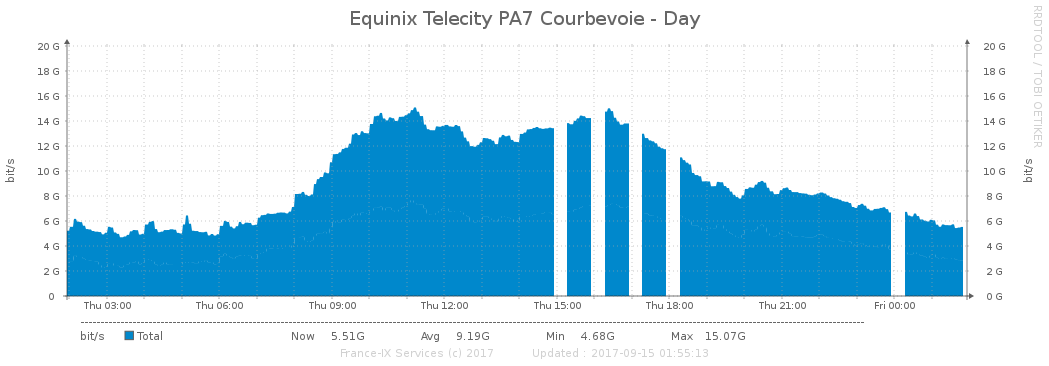 Equinix Telecity PA7 Courbevoie - Day
RRDTOOL / TOBI OETIKER
20 G 20 G
18 G 18 G
16 G 16 G
14 G 14 G
12 G 12 G
10 G 10 G
8 G 8 G
6 G 6 G
4 G 4 G
2 G 2 G
0 0 G
bit/s bit/s
Thu 03:00 Thu 06:00 Thu 09:00 Thu 12:00 Thu 15:00 Thu 18:00 Thu 21:00 Fri 00:00
bit/s Total Now 5.51G Avg 9.19G Min 4.68G Max 15.07G
France-IX Services (c) 2017 Updated : 2017-09-15 01:55:13